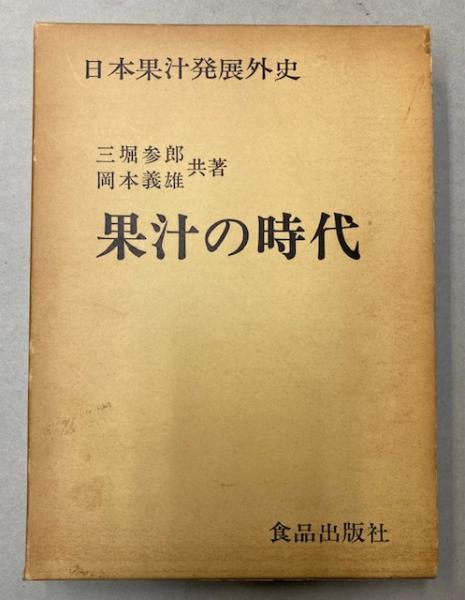 日本果汁発展外史
三堀参郎
岡本義雄
共著
果汁の時代
食品出版社